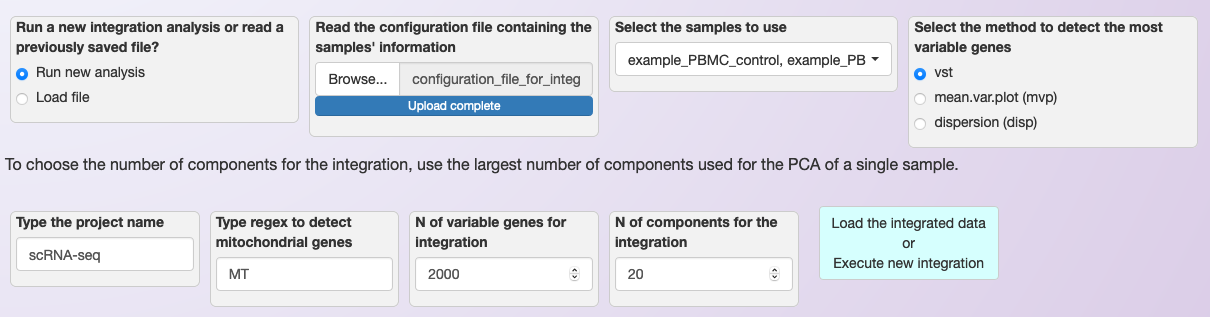 Run a new integration analysis or read a
previously saved file?
Run new analysis
Load file
Read the configuration file containing the
samples' information
Browse... configuration_file_for_integ
Upload complete
Select the samples to use
example_PBMC_control, example_PB
Select the method to detect the most
variable genes
vst
mean.var.plot (mvp)
dispersion (disp)
To choose the number of components for the integration, use the largest number of components used for the PCA of a single sample.
Type the project name
scRNA-seq
Type regex to detect
mitochondrial genes
MT
N of variable genes for
integration
2000
N of components for the
integration
20
Load the integrated data
or
Execute new integration